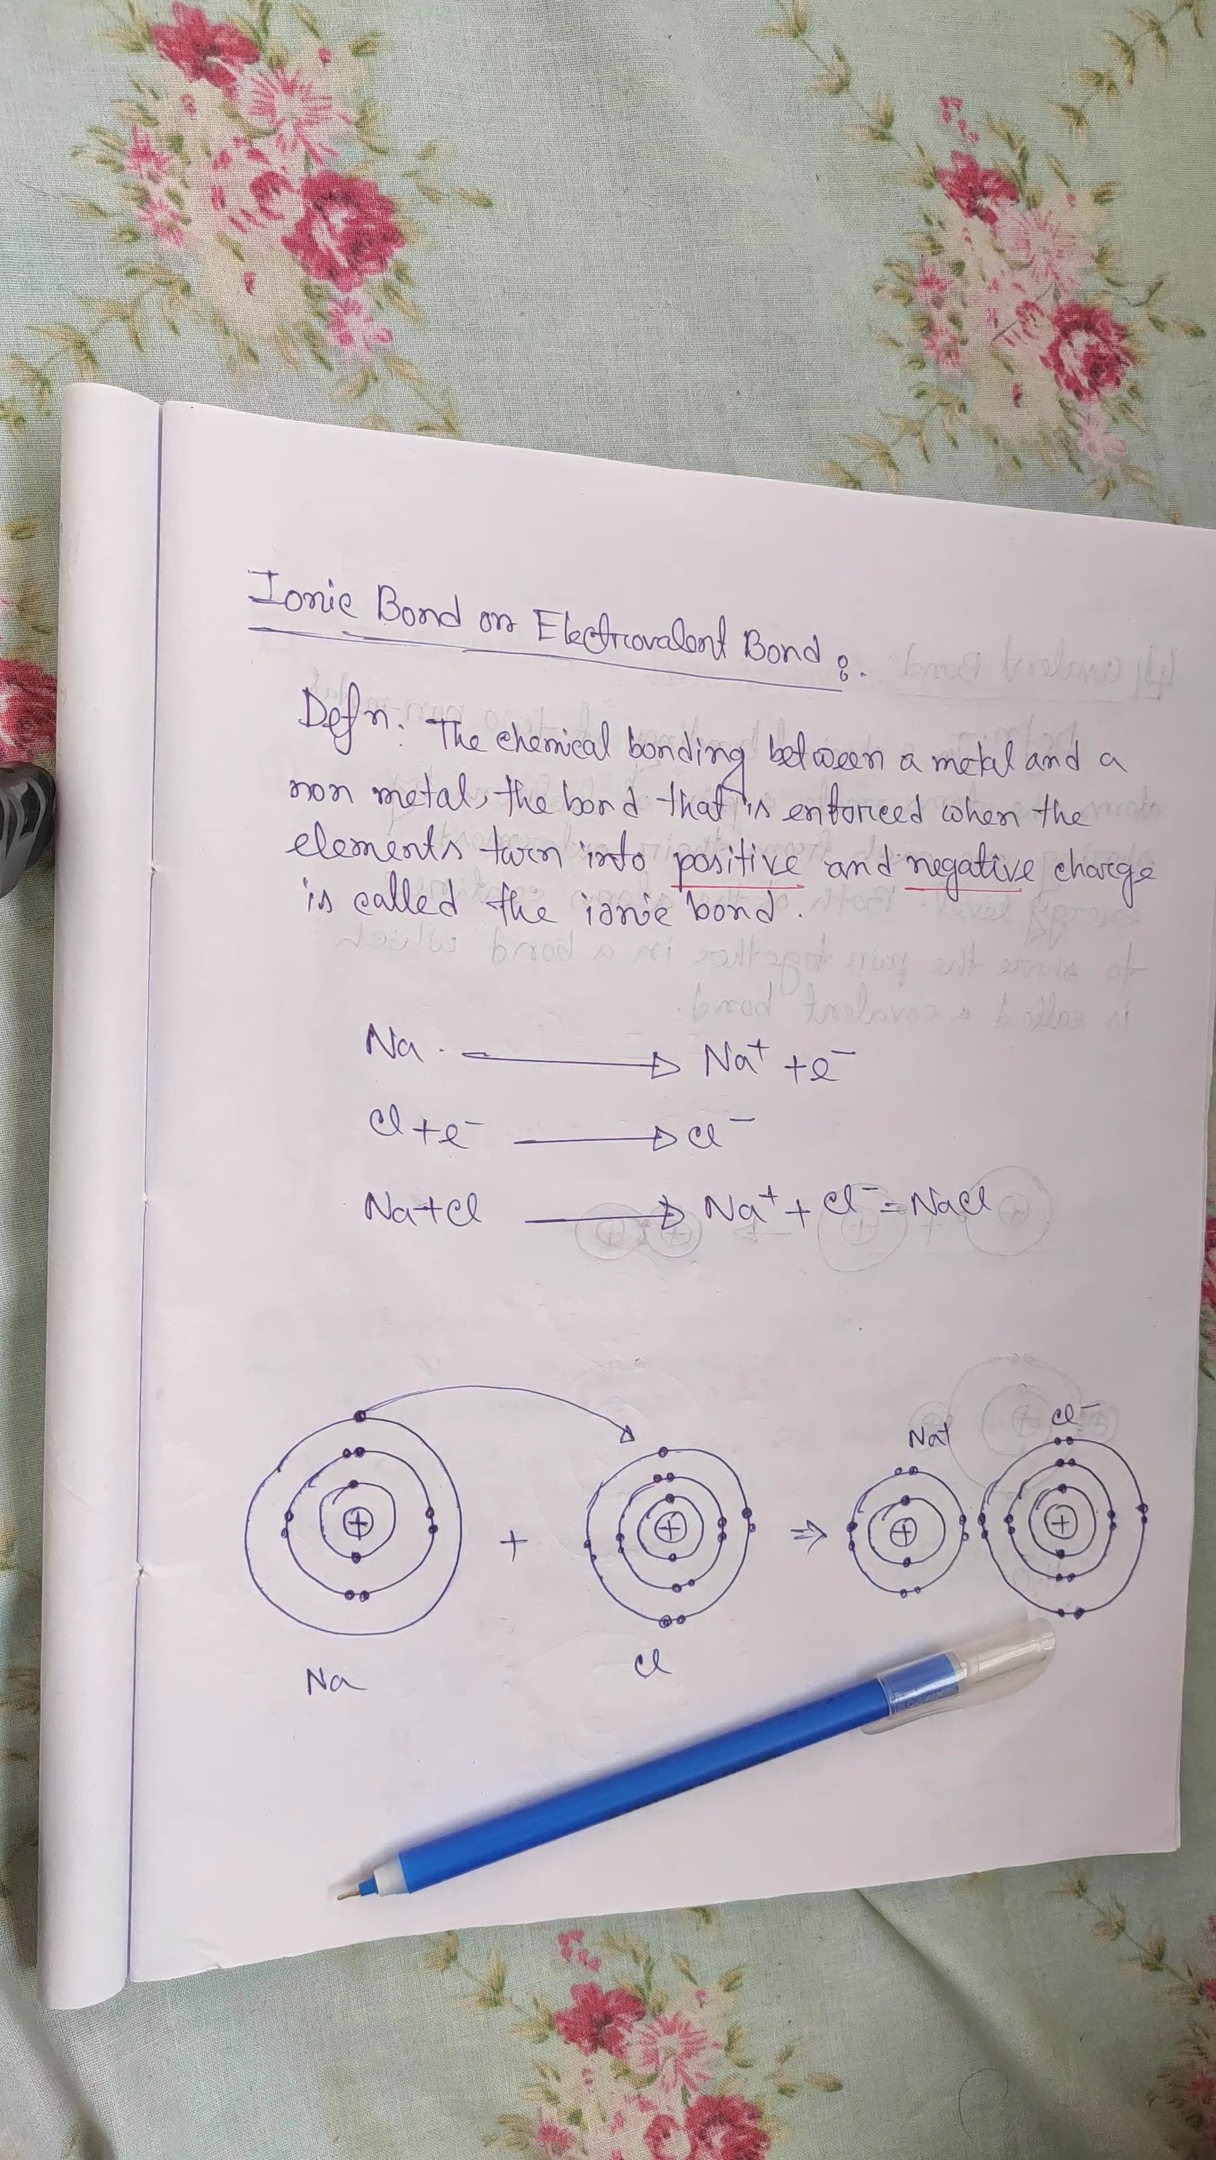 Ionic Bond or Electrovalent Bond :.
Defn: The chemical bonding between a metal and a
non metal, the bond that is enforced when the
elements turn into positive and negative charge
is called the ionic bond.
Na. → Na⁺ + e⁻
Cl + e⁻ → Cl⁻
Na + Cl → Na⁺ + Cl⁻ = NaCl
Na⁺ Cl⁻
+ + + ⇒ + +
Na Cl